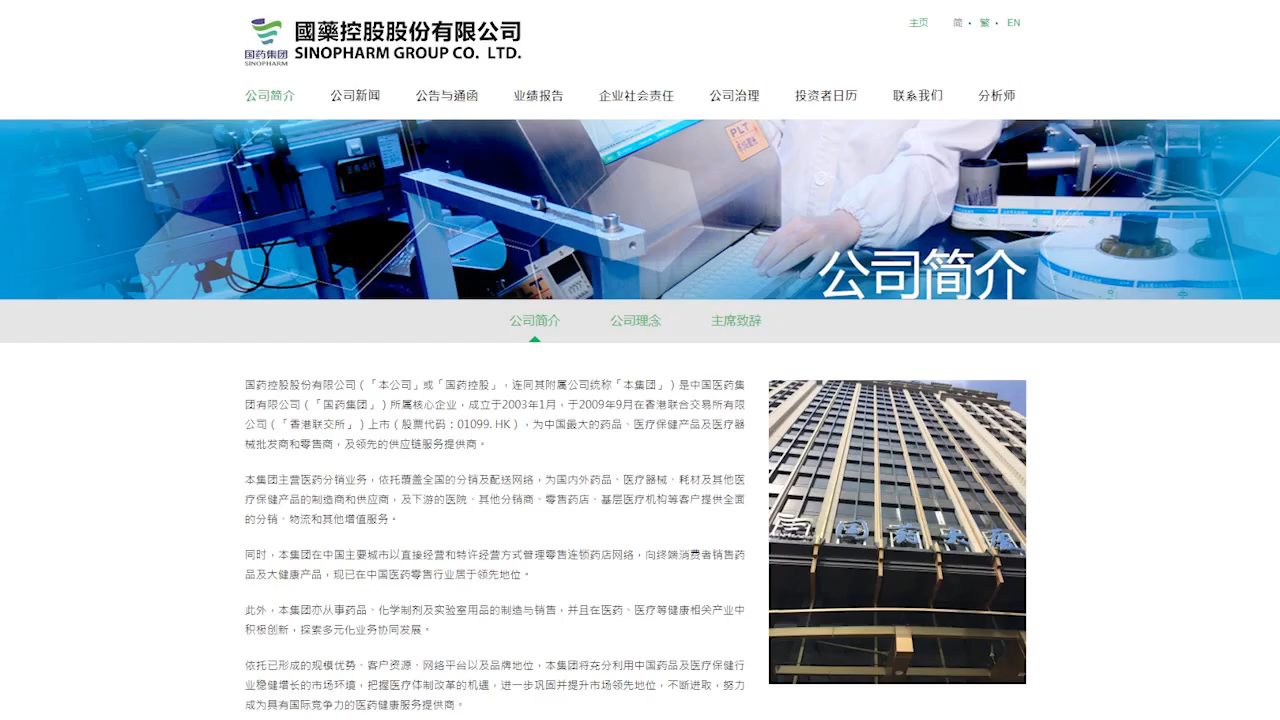 國藥控股股份有限公司
国药集团
SINOPHARM
SINOPHARM GROUP CO. LTD.
主页 简 • 繁 • EN
公司简介 公司新闻 公告与通函 业绩报告 企业社会责任 公司治理 投资者日历 联系我们 分析师
PLT
公司简介
公司简介 公司理念 主席致辞
国药控股股份有限公司(「本公司」或「国药控股」,连同其附属公司统称「本集团」)是中国医药集
团有限公司(「国药集团」)所属核心企业,成立于2003年1月,于2009年9月在香港联合交易所有限
公司(「香港联交所」)上市(股票代码:01099.HK),为中国最大的药品、医疗保健产品及医疗器
械批发商和零售商,及领先的供应链服务提供商。
本集团主营医药分销业务,依托覆盖全国的分销及配送网络,为国内外药品、医疗器械、耗材及其他医
疗保健产品的制造商和供应商,及下游的医院、其他分销商、零售药店、基层医疗机构等客户提供全面
的分销、物流和其他增值服务。
同时,本集团在中国主要城市以直接经营和特许经营方式管理零售连锁药店网络,向终端消费者销售药
品及大健康产品,现已在中国医药零售行业居于领先地位。
此外,本集团亦从事药品、化学制剂及实验室用品的制造与销售,并且在医药、医疗等健康相关产业中
积极创新,探索多元化业务协同发展。
依托已形成的规模优势、客户资源、网络平台以及品牌地位,本集团将充分利用中国药品及医疗保健行
业稳健增长的市场环境,把握医疗体制改革的机遇,进一步巩固并提升市场领先地位,不断进取,努力
成为具有国际竞争力的医药健康服务提供商。
国药大厦